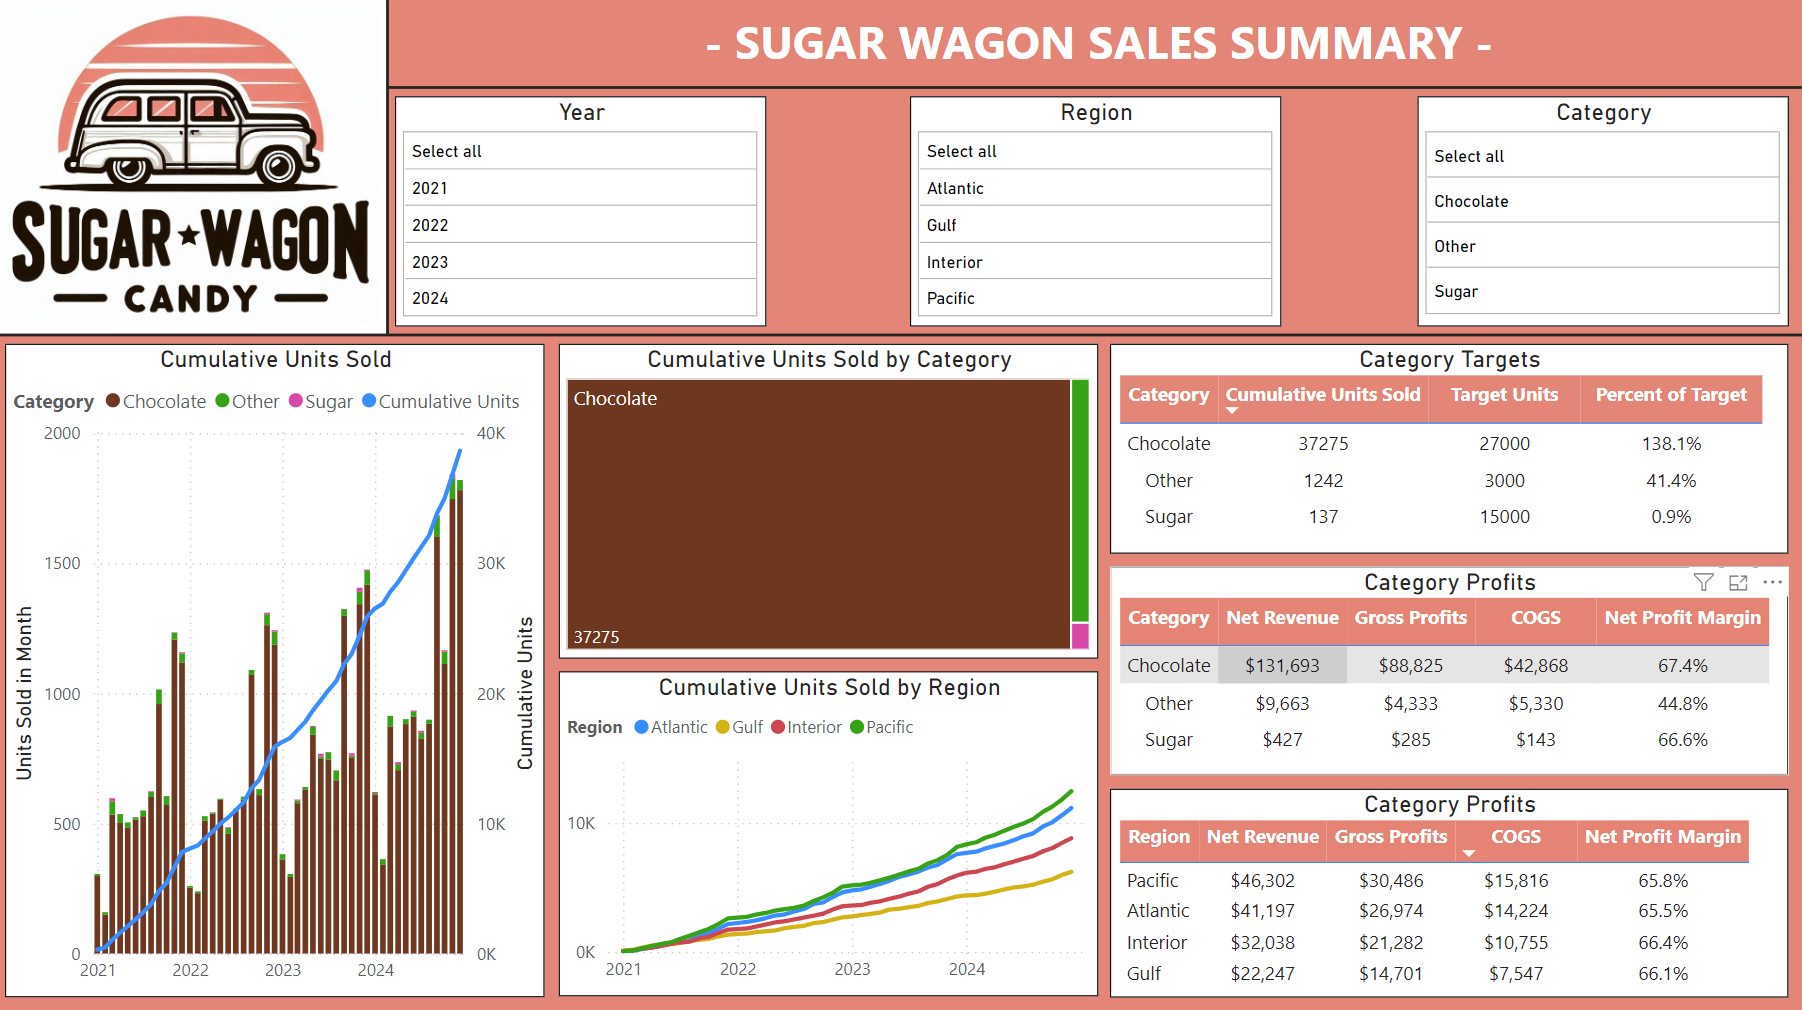 - SUGAR WAGON SALES SUMMARY -
SUGAR★WAGON
— CANDY —
Year
Select all
2021
2022
2023
2024
Region
Select all
Atlantic
Gulf
Interior
Pacific
Category
Select all
Chocolate
Other
Sugar
Cumulative Units Sold
Category Chocolate Other Sugar Cumulative Units
2000 40K
1500 30K
1000 20K
500 10K
0 0K
2021 2022 2023 2024
Units Sold in Month
Cumulative Units
Cumulative Units Sold by Category
Chocolate
37275
Cumulative Units Sold by Region
Region Atlantic Gulf Interior Pacific
10K
0K
2021 2022 2023 2024
Category Targets
Category Cumulative Units Sold Target Units Percent of Target
Chocolate 37275 27000 138.1%
Other 1242 3000 41.4%
Sugar 137 15000 0.9%
Category Profits
Category Net Revenue Gross Profits COGS Net Profit Margin
Chocolate $131,693 $88,825 $42,868 67.4%
Other $9,663 $4,333 $5,330 44.8%
Sugar $427 $285 $143 66.6%
Category Profits
Region Net Revenue Gross Profits COGS Net Profit Margin
Pacific $46,302 $30,486 $15,816 65.8%
Atlantic $41,197 $26,974 $14,224 65.5%
Interior $32,038 $21,282 $10,755 66.4%
Gulf $22,247 $14,701 $7,547 66.1%